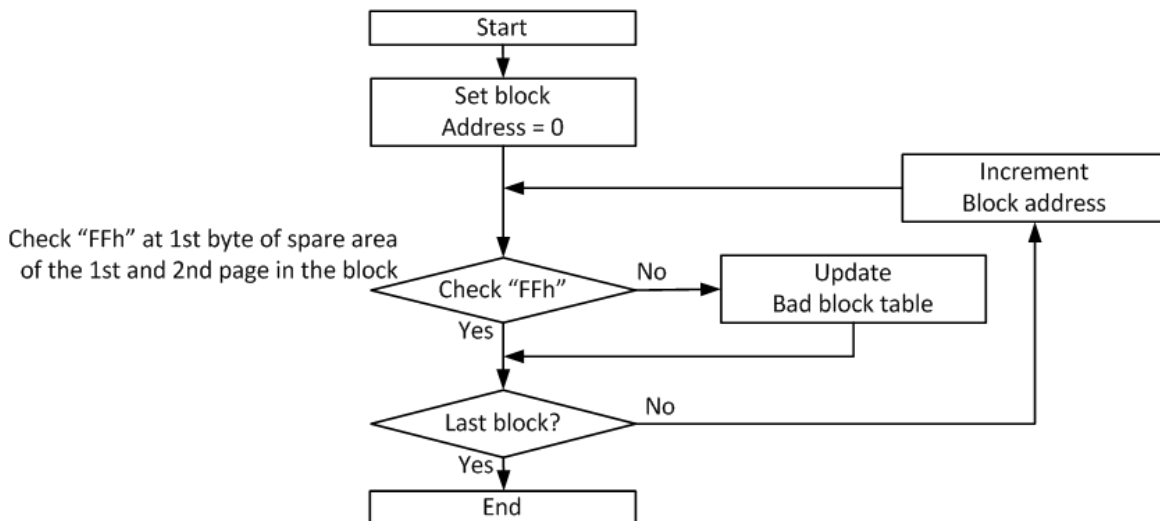 Start
Set block
Address = 0
Increment
Block address
Check “FFh” at 1st byte of spare area
of the 1st and 2nd page in the block
Check “FFh”
No
Update
Bad block table
Yes
Last block?
No
Yes
End